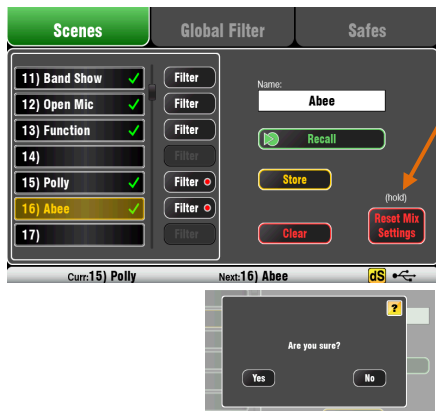 Scenes Global Filter Safes
11) Band Show Filter
12) Open Mic Filter
13) Function Filter
14) Filter
15) Polly Filter
16) Abee Filter
17) Filter
Name:
Abee
Recall
Store
Clear
(hold)
Reset Mix
Settings
Curr:15) Polly Next:16) Abee dS
?
Are you sure?
Yes No